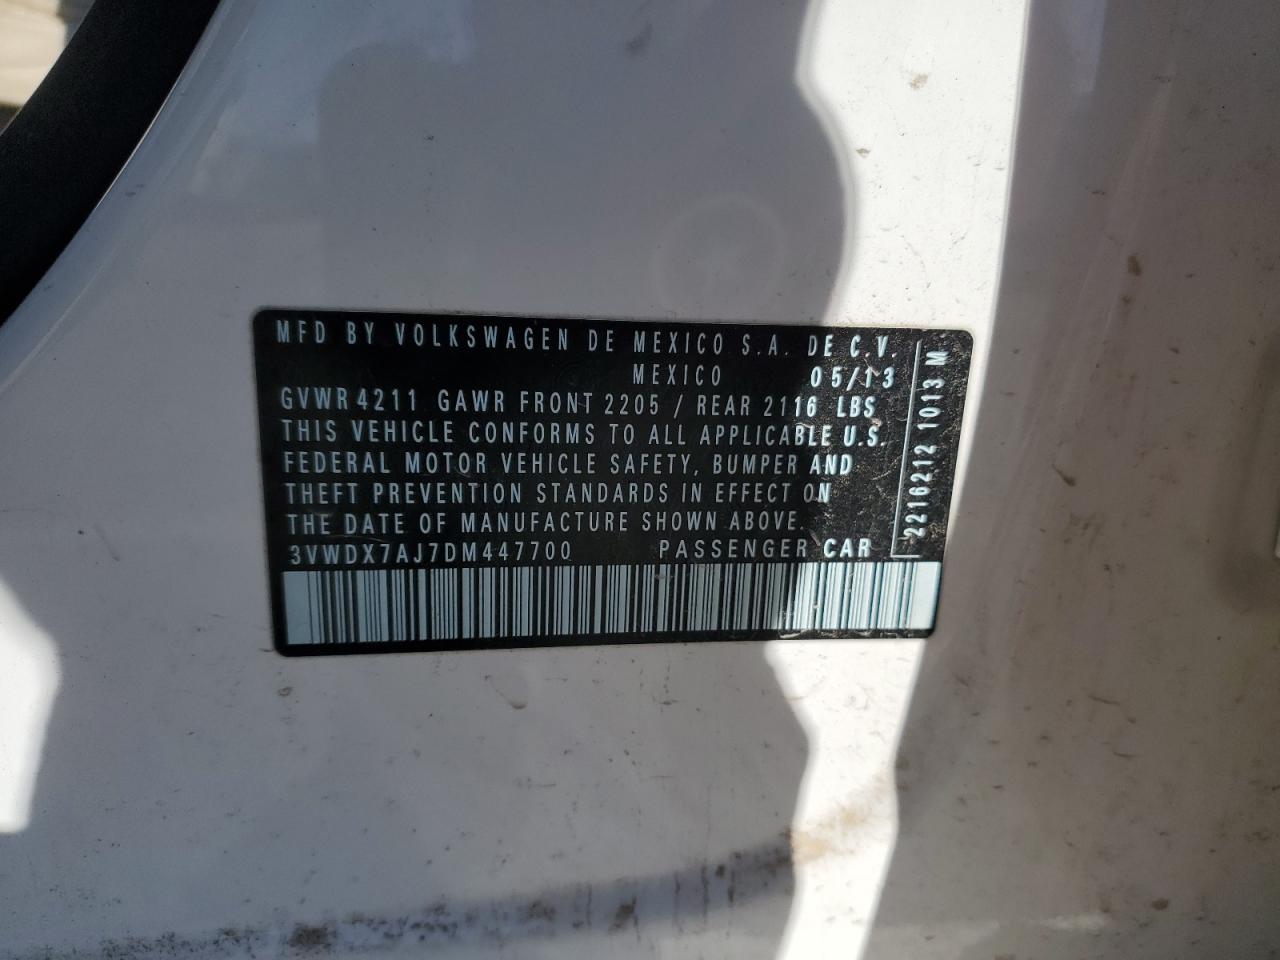 MFD BY VOLKSWAGEN DE MEXICO S.A. DE C.V.
MEXICO 05/13
GVWR 4211 GAWR FRONT 2205 / REAR 2116 LBS
THIS VEHICLE CONFORMS TO ALL APPLICABLE U.S.
FEDERAL MOTOR VEHICLE SAFETY, BUMPER AND
THEFT PREVENTION STANDARDS IN EFFECT ON
THE DATE OF MANUFACTURE SHOWN ABOVE.
3VWDX7AJ7DM447700 PASSENGER CAR
2216212 1013 M